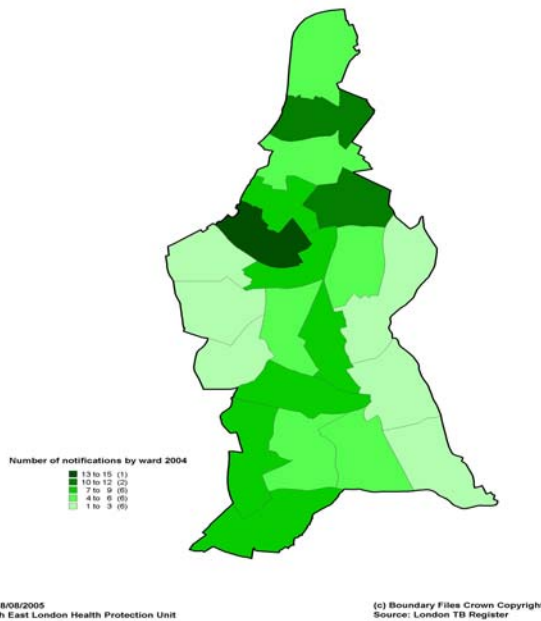 Number of notifications by ward 2004
13 to 15 (1)
10 to 12 (2)
7 to 9 (6)
4 to 6 (6)
1 to 3 (6)
8/08/2005
h East London Health Protection Unit
(c) Boundary Files Crown Copyright
Source: London TB Register